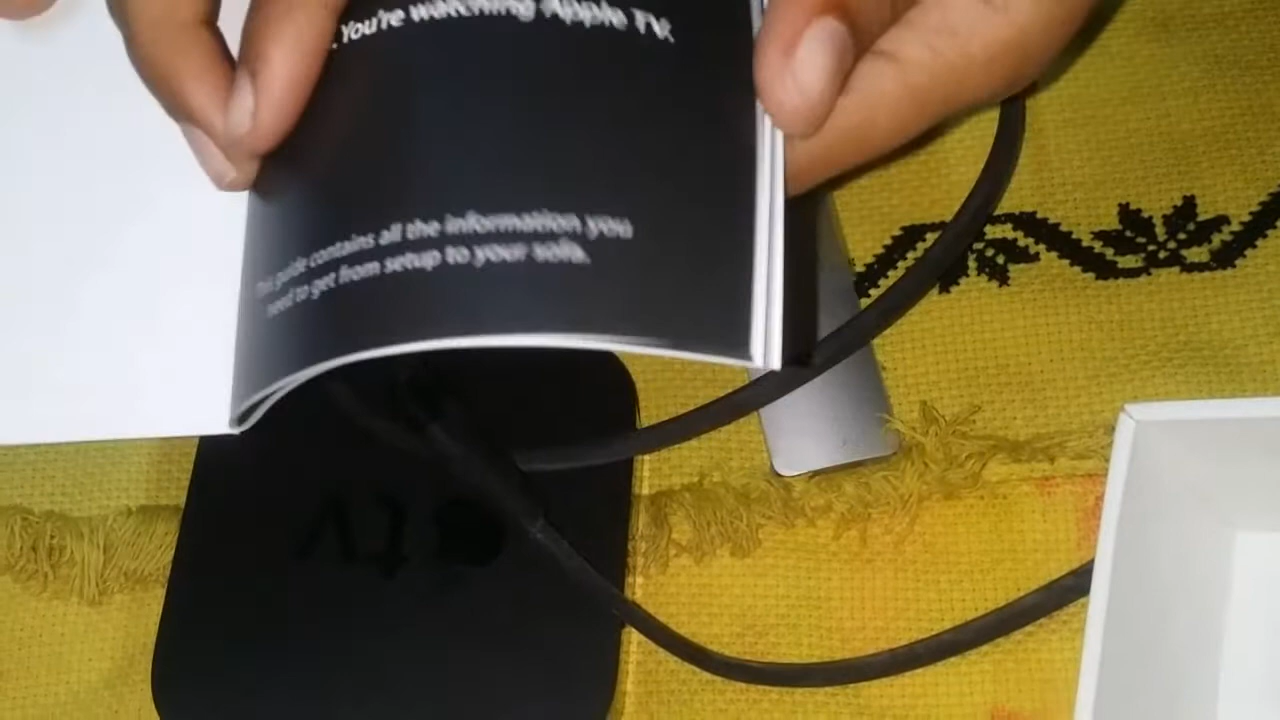 . You're watching Apple TV.
This guide contains all the information you
need to get from setup to your sofa.
tv